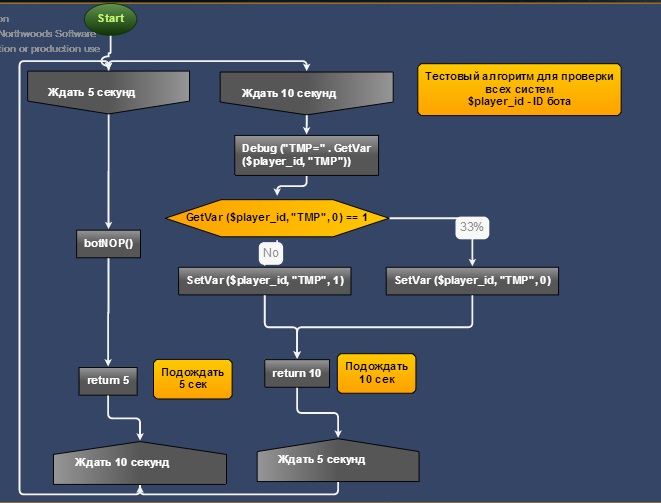 Start
on
Northwoods Software
tion or production use
Ждать 5 секунд
Ждать 10 секунд
Тестовый алгоритм для проверки
всех систем
$player_id - ID бота
Debug ("TMP=" . GetVar
($player_id, "TMP"))
GetVar ($player_id, "TMP", 0) == 1
33%
botNOP()
No
SetVar ($player_id, "TMP", 1)
SetVar ($player_id, "TMP", 0)
return 5
Подождать
5 сек
return 10
Подождать
10 сек
Ждать 10 секунд
Ждать 5 секунд